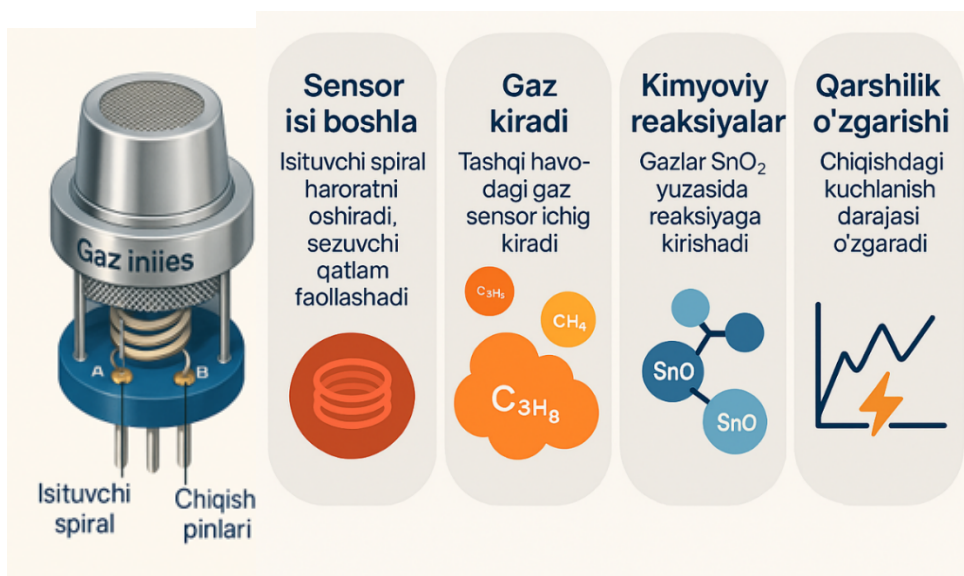 Gaz iniies
A
B
Isituvchi
spiral
Chiqish
pinlari
Sensor
isi boshla
Isituvchi spiral
haroratni
oshiradi,
sezuvchi
qatlam
faollashadi
Gaz
kiradi
Tashqi havo-
dagi gaz
sensor ichig
kiradi
C₃H₅
CH₄
C₃H₈
Kimyoviy
reaksiyalar
Gazlar SnO₂
yuzasida
reaksiyaga
kirishadi
SnO
SnO
Qarshilik
o'zgarishi
Chiqishdagi
kuchlanish
darajasi
o'zgaradi